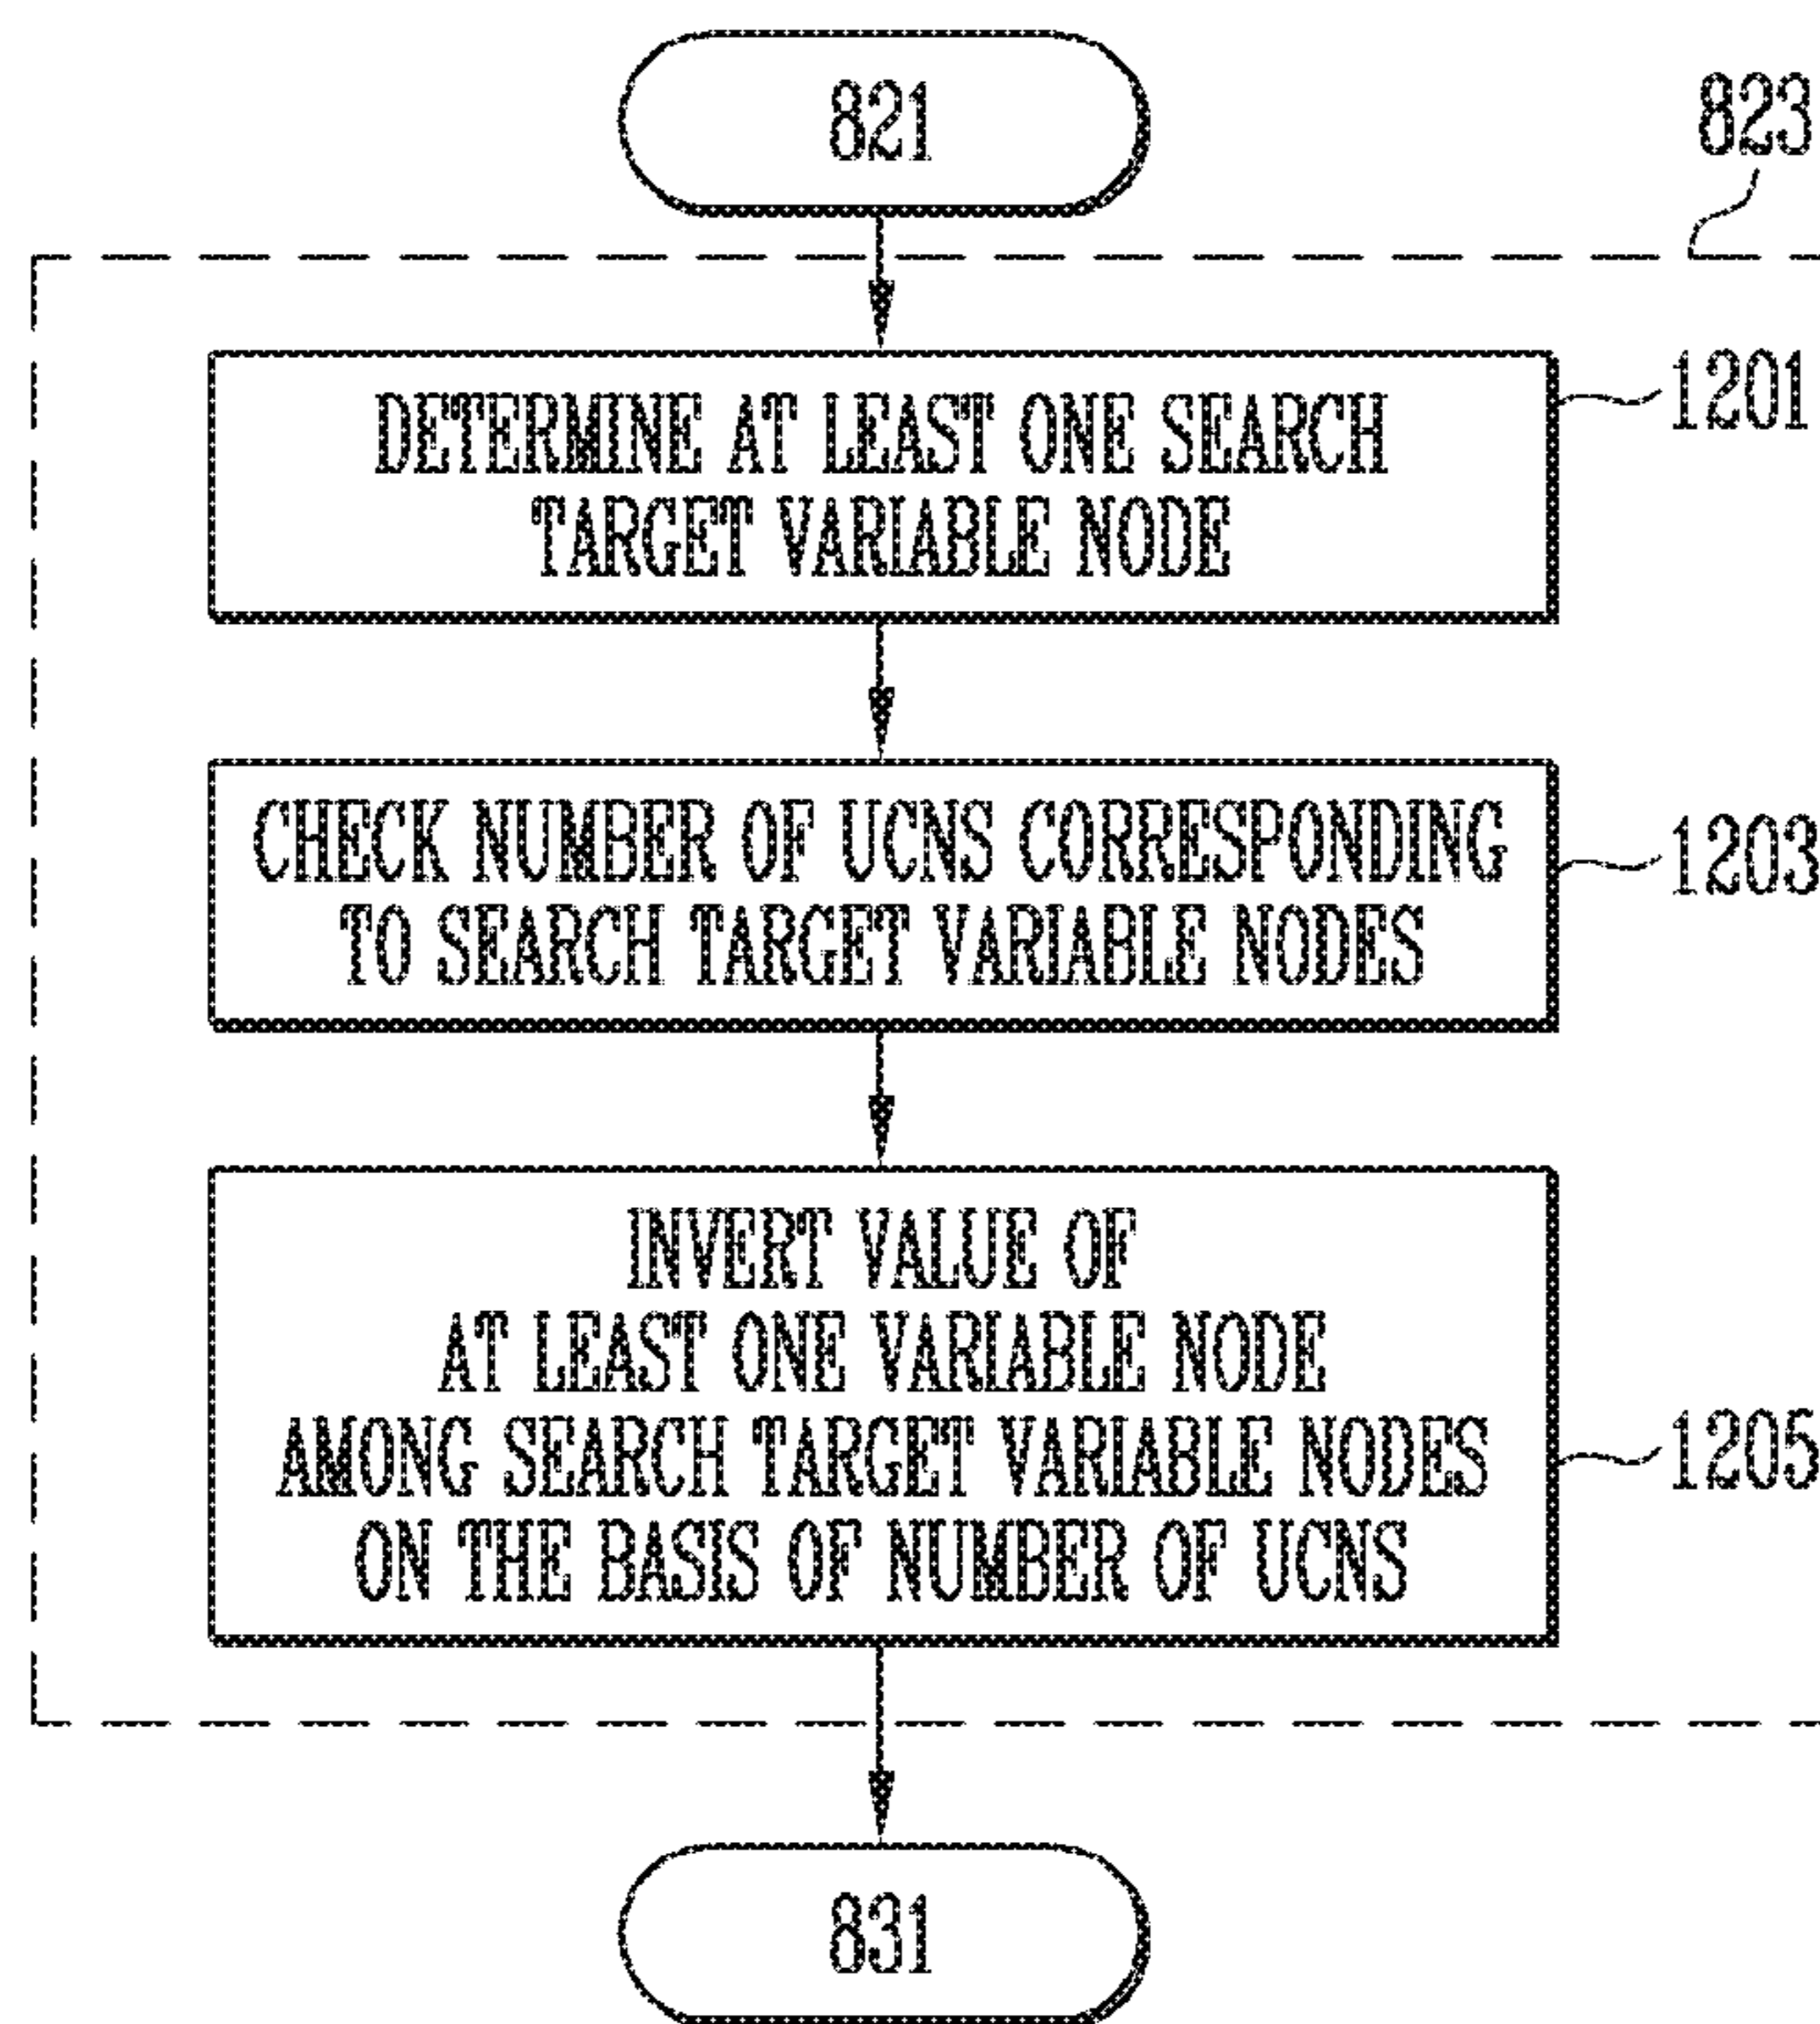 821
823
DETERMINE AT LEAST ONE SEARCH
TARGET VARIABLE NODE
1201
CHECK NUMBER OF UCNS CORRESPONDING
TO SEARCH TARGET VARIABLE NODES
1203
INVERT VALUE OF
AT LEAST ONE VARIABLE NODE
AMONG SEARCH TARGET VARIABLE NODES
ON THE BASIS OF NUMBER OF UCNS
1205
831